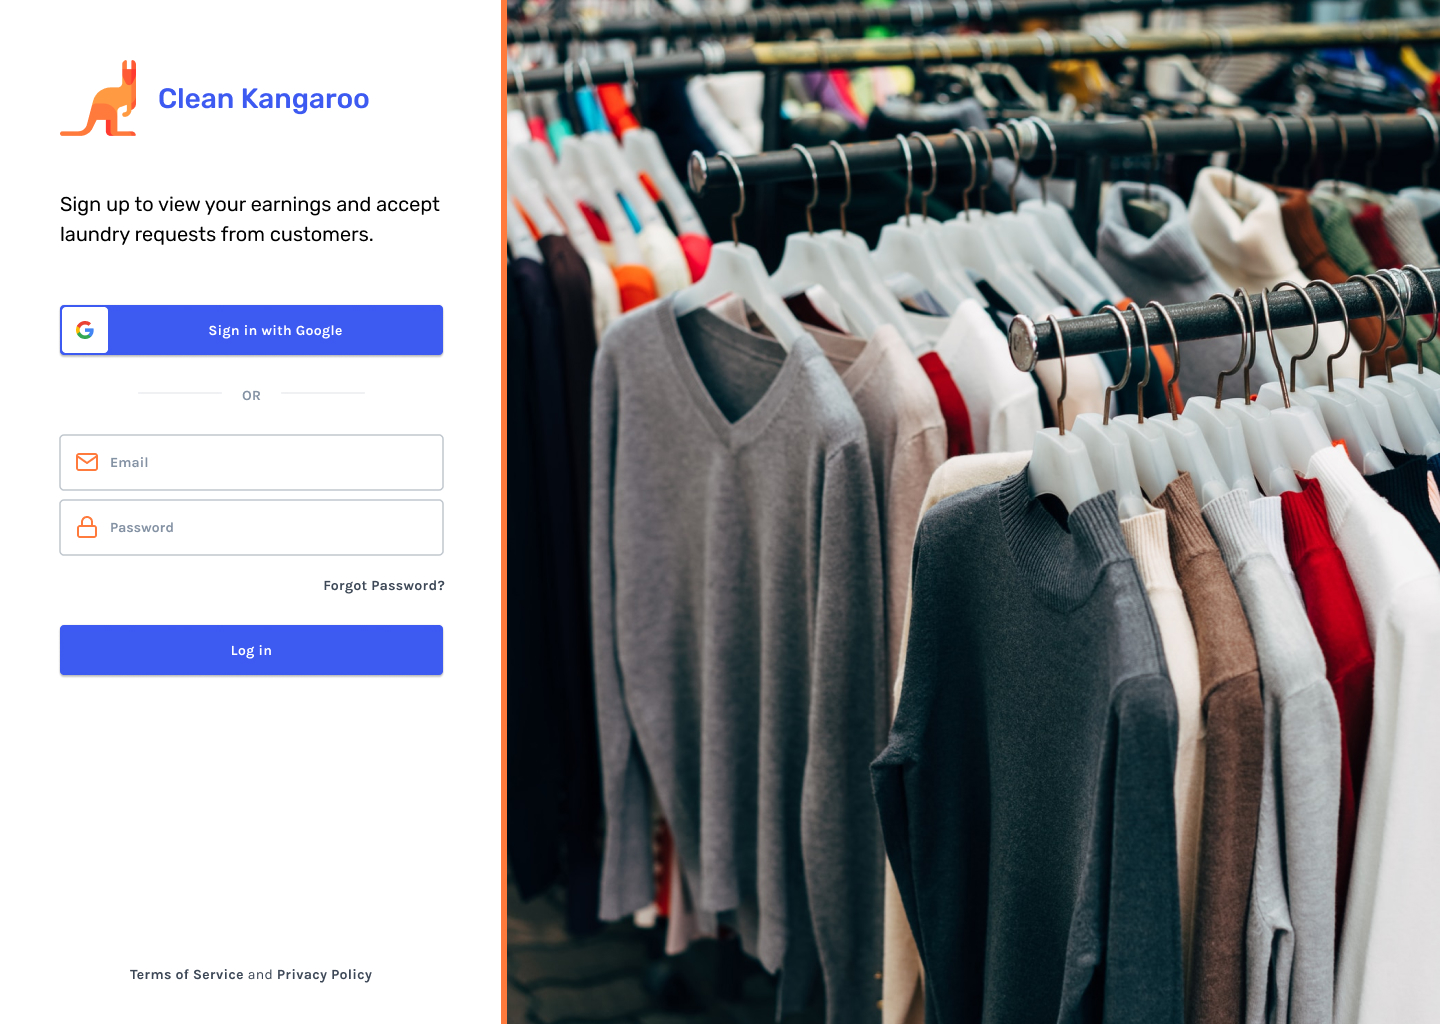 Clean Kangaroo
Sign up to view your earnings and accept
laundry requests from customers.
Sign in with Google
OR
Email
Password
Forgot Password?
Log in
Terms of Service and Privacy Policy